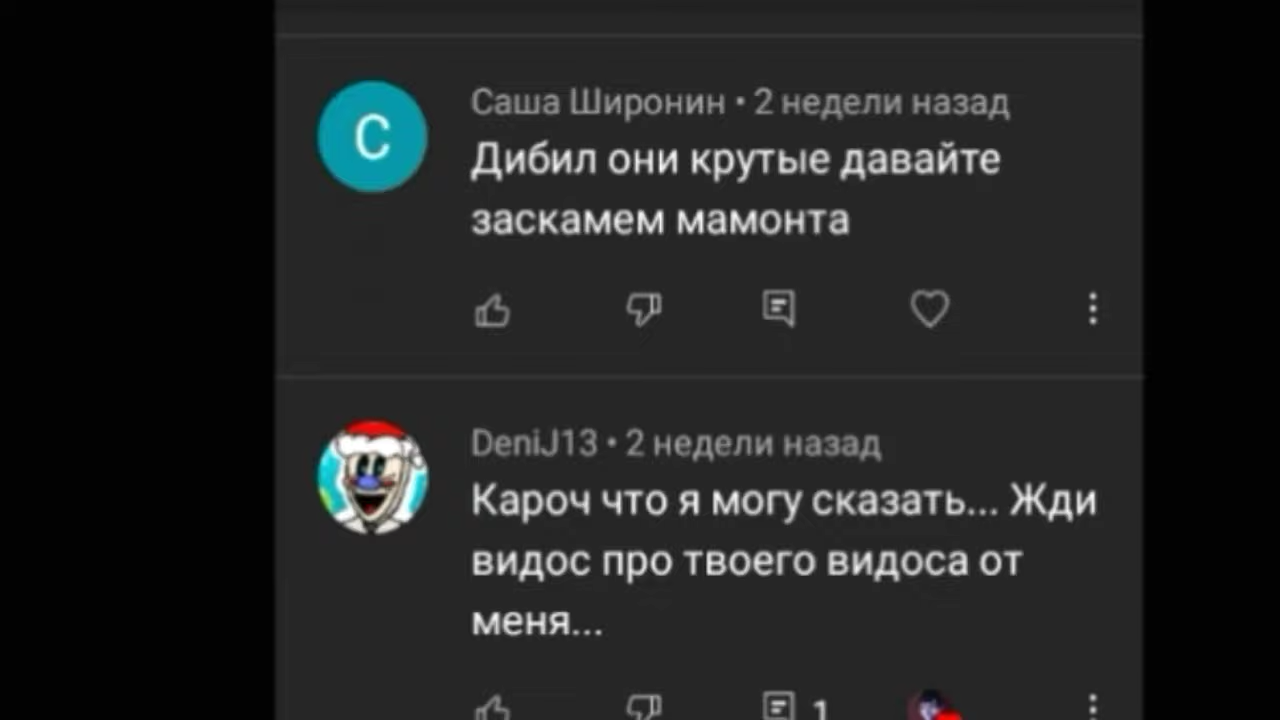 С
Саша Широнин • 2 недели назад
Дибил они крутые давайте
заскамем мамонта
DeniJ13 • 2 недели назад
Кароч что я могу сказать... Жди
видос про твоего видоса от
меня...
1